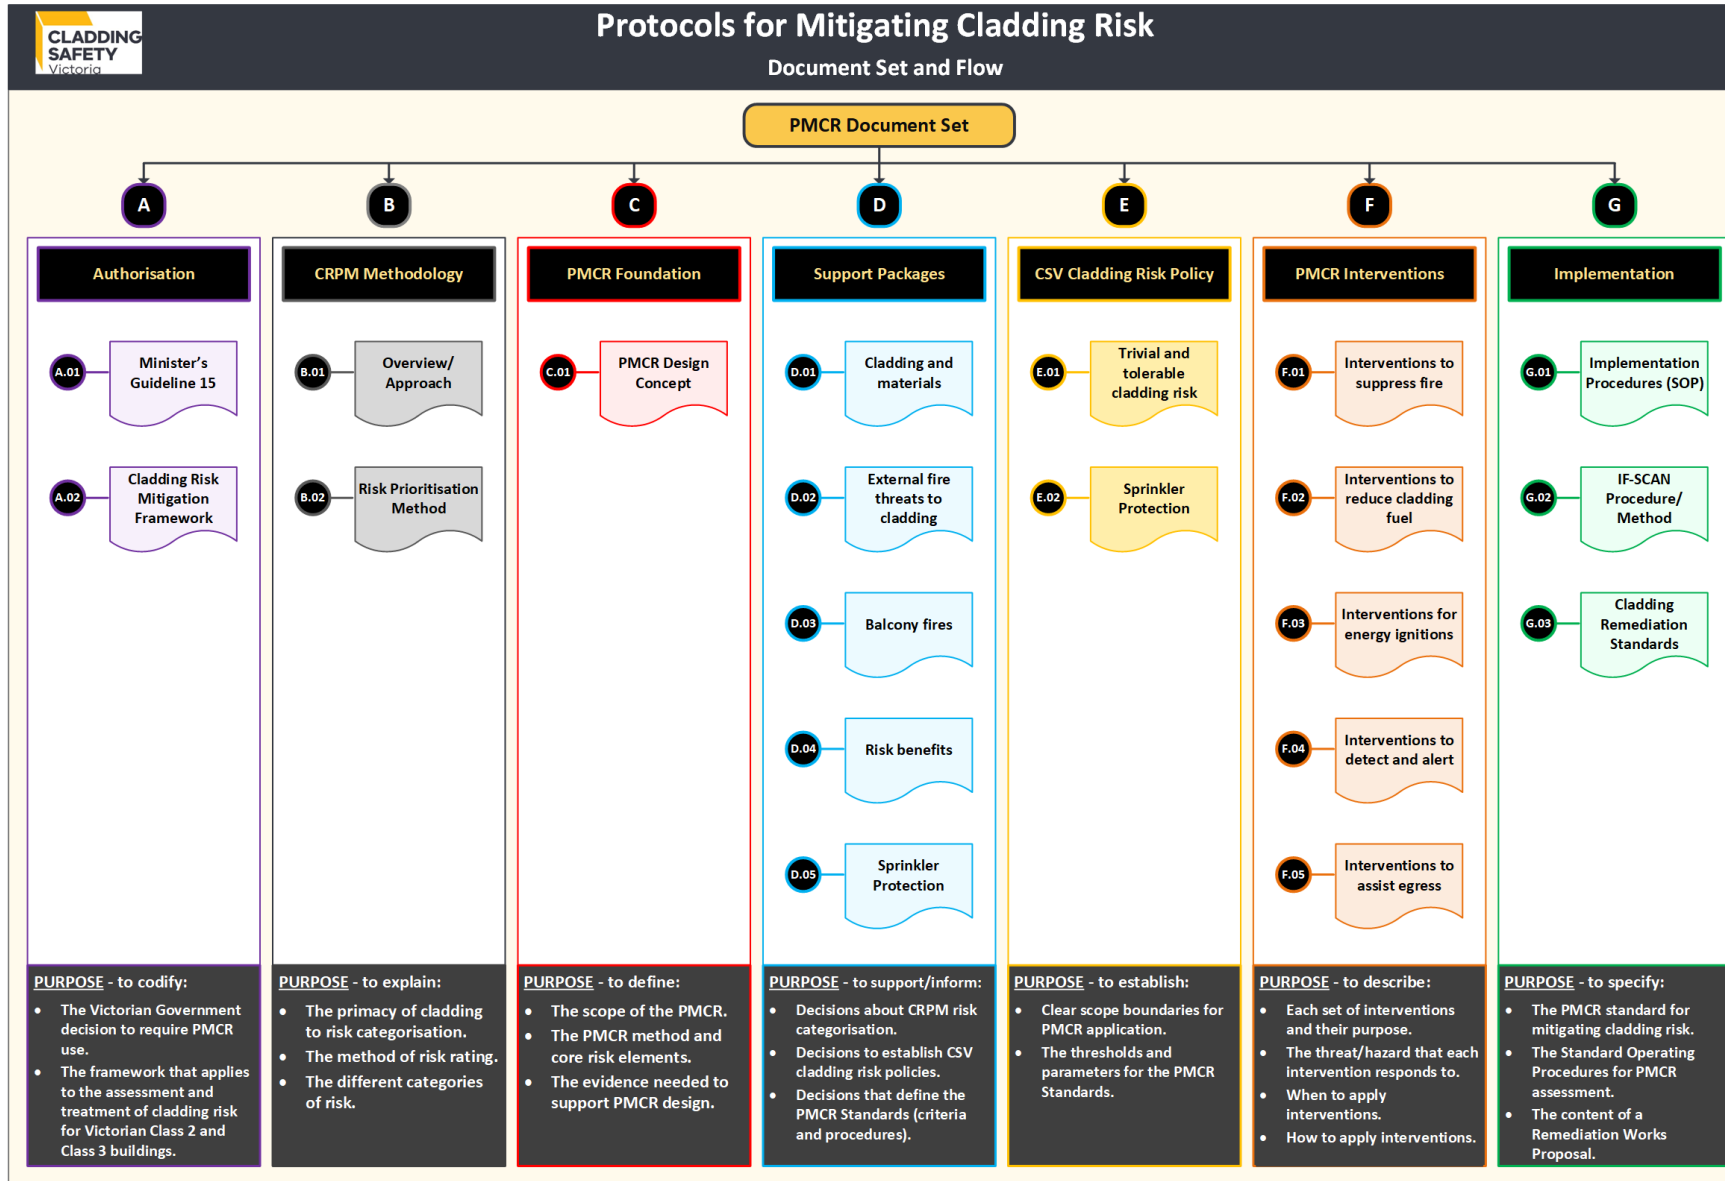 CLADDING
SAFETY
Victoria
Protocols for Mitigating Cladding Risk
Document Set and Flow
PMCR Document Set
A
B
C
D
E
F
G
Authorisation
CRPM Methodology
PMCR Foundation
Support Packages
CSV Cladding Risk Policy
PMCR Interventions
Implementation
A.01
Minister's
Guideline 15
A.02
Cladding Risk
Mitigation
Framework
B.01
Overview/
Approach
B.02
Risk Prioritisation
Method
C.01
PMCR Design
Concept
D.01
Cladding and
materials
D.02
External fire
threats to
cladding
D.03
Balcony fires
D.04
Risk benefits
D.05
Sprinkler
Protection
E.01
Trivial and
tolerable
cladding risk
E.02
Sprinkler
Protection
F.01
Interventions to
suppress fire
F.02
Interventions to
reduce cladding
fuel
F.03
Interventions for
energy ignitions
F.04
Interventions to
detect and alert
F.05
Interventions to
assist egress
G.01
Implementation
Procedures (SOP)
G.02
IF-SCAN
Procedure/
Method
G.03
Cladding
Remediation
Standards
PURPOSE - to codify:
• The Victorian Government
decision to require PMCR
use.
• The framework that applies
to the assessment and
treatment of cladding risk
for Victorian Class 2 and
Class 3 buildings.
PURPOSE - to explain:
• The primacy of cladding
to risk categorisation.
• The method of risk rating.
• The different categories
of risk.
PURPOSE - to define:
• The scope of the PMCR.
• The PMCR method and
core risk elements.
• The evidence needed to
support PMCR design.
PURPOSE - to support/inform:
• Decisions about CRPM risk
categorisation.
• Decisions to establish CSV
cladding risk policies.
• Decisions that define the
PMCR Standards (criteria
and procedures).
PURPOSE - to establish:
• Clear scope boundaries for
PMCR application.
• The thresholds and
parameters for the PMCR
Standards.
PURPOSE - to describe:
• Each set of interventions
and their purpose.
• The threat/hazard that each
intervention responds to.
• When to apply
interventions.
• How to apply interventions.
PURPOSE - to specify:
• The PMCR standard for
mitigating cladding risk.
• The Standard Operating
Procedures for PMCR
assessment.
• The content of a
Remediation Works
Proposal.